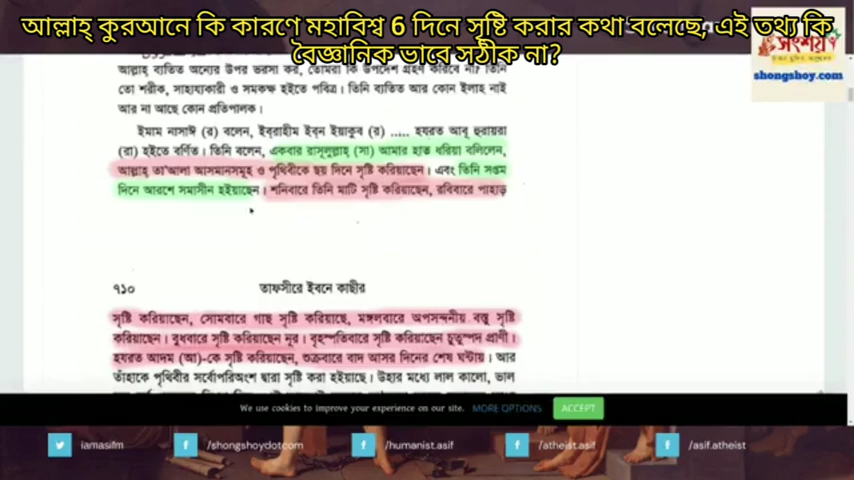 আল্লাহ্ কুরআনে কি কারণে মহাবিশ্ব 6 দিনে সৃষ্টি করার কথা বলেছে, এই তথ্য কি
বৈজ্ঞানিক ভাবে সঠীক না?
সংশয়
shongshoy.com
আল্লাহ্ ব্যতিত অন্যের উপর ভরসা কর, তোমরা কি উপদেশ গ্রহণ করিবে না? তিনি
তো শরীক, সাহায্যকারী ও সমকক্ষ হইতে পবিত্র। তিনি ব্যতিত আর কোন ইলাহ নাই
আর না আছে কোন প্রতিপালক।
ইমাম নাসাঈ (র) বলেন, ইব্‌রাহীম ইব্‌ন ইয়াকুব (র) ..... হযরত আবূ হুরায়রা
(রা) হইতে বর্ণিত। তিনি বলেন, একবার রাসূলুল্লাহ্ (সা) আমার হাত ধরিয়া বলিলেন,
আল্লাহ্ তা'আলা আসমানসমূহ ও পৃথিবীকে ছয় দিনে সৃষ্টি করিয়াছেন। এবং তিনি সপ্তম
দিনে আরশে সমাসীন হইয়াছেন। শনিবারে তিনি মাটি সৃষ্টি করিয়াছেন, রবিবারে পাহাড়
৭১০ তাফসীরে ইবনে কাছীর
সৃষ্টি করিয়াছেন, সোমবারে গাছ সৃষ্টি করিয়াছে, মঙ্গলবারে অপসন্দনীয় বস্তু সৃষ্টি
করিয়াছেন। বুধবারে সৃষ্টি করিয়াছেন নূর। বৃহস্পতিবারে সৃষ্টি করিয়াছেন চুতুষ্পদ প্রাণী।
হযরত আদম (আ)-কে সৃষ্টি করিয়াছেন, শুক্রবারে বাদ আসর দিনের শেষ ঘন্টায়। আর
তাঁহাকে পৃথিবীর সর্বোপরিঅংশ দ্বারা সৃষ্টি করা হইয়াছে। উহার মধ্যে লাল কালো, ভাল
We use cookies to improve your experience on our site. MORE OPTIONS ACCEPT
iamasifm /shongshoydotcom /humanist.asif /atheist.asif /asif.atheist